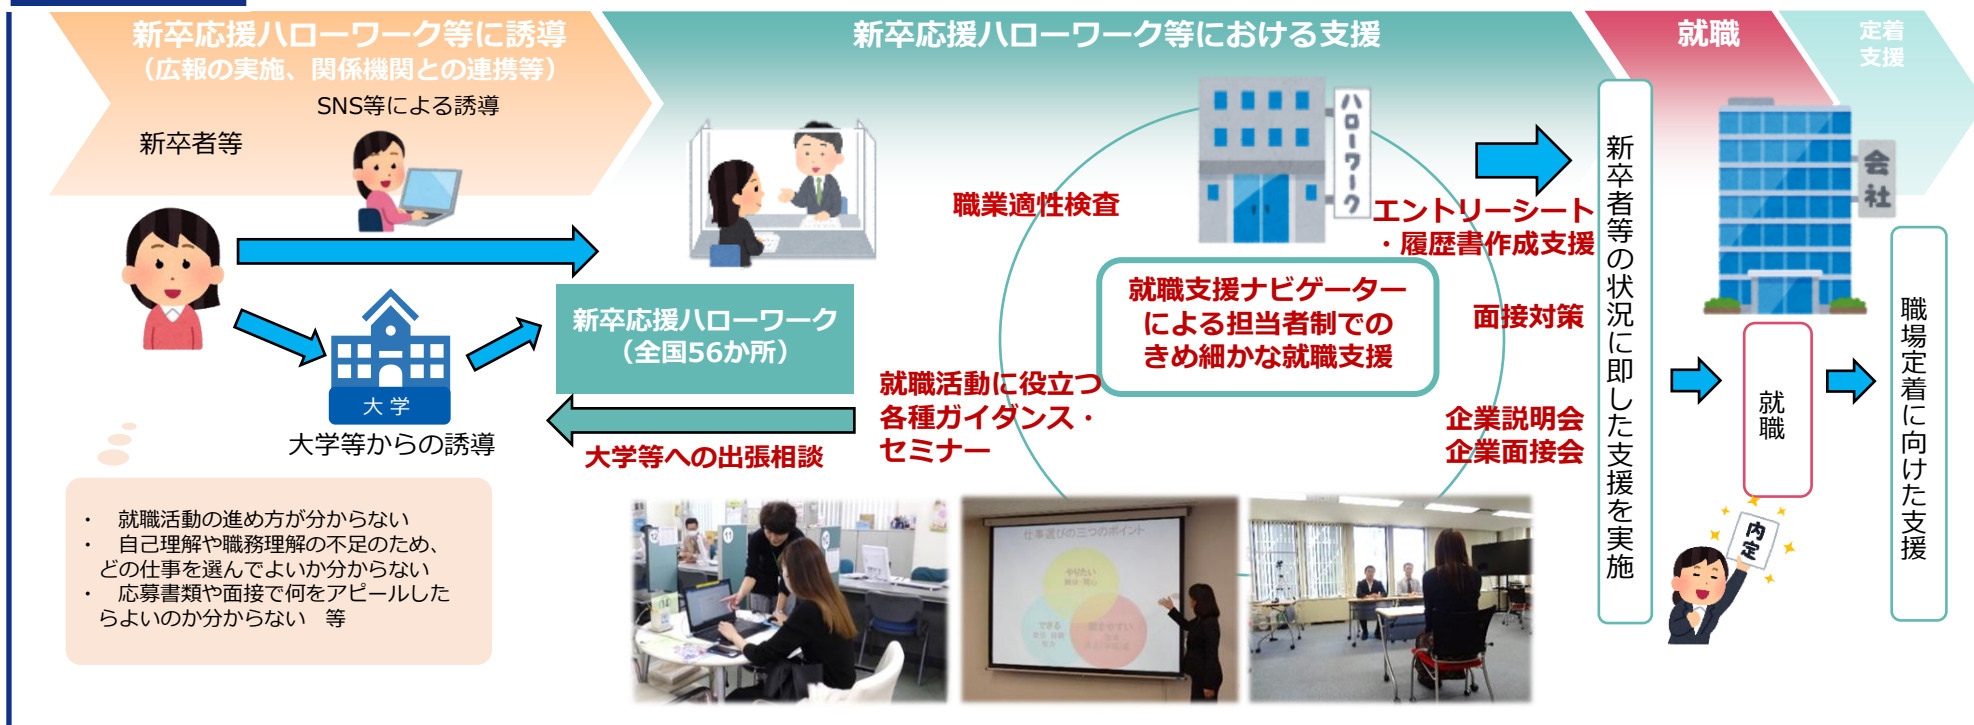 新卒応援ハローワーク等に誘導
（広報の実施、関係機関との連携等）
SNS等による誘導
新卒者等
大学
大学等からの誘導
・　就職活動の進め方が分からない
・　自己理解や職務理解の不足のため、
どの仕事を選んでよいか分からない
・　応募書類や面接で何をアピールした
らよいのか分からない　等
新卒応援ハローワーク等における支援
新卒応援ハローワーク
（全国56か所）
大学等への出張相談
職業適性検査
ハローワーク
エントリーシート
・履歴書作成支援
就職支援ナビゲーター
による担当者制での
きめ細かな就職支援
面接対策
就職活動に役立つ
各種ガイダンス・
セミナー
企業説明会
企業面接会
12
11
仕事選びの三つのポイント
やりたい
できる
新卒者等の状況に即した支援を実施
就職
会社
就職
内定
定着
支援
職場定着に向けた支援